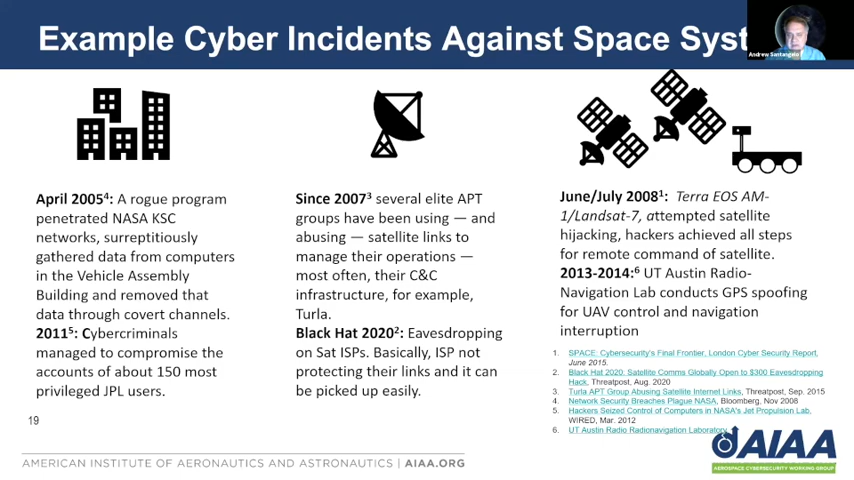 Example Cyber Incidents Against Space Syst
Andrew Santangelo
April 2005⁴: A rogue program
penetrated NASA KSC
networks, surreptitiously
gathered data from computers
in the Vehicle Assembly
Building and removed that
data through covert channels.
2011⁵: Cybercriminals
managed to compromise the
accounts of about 150 most
privileged JPL users.
Since 2007³ several elite APT
groups have been using — and
abusing — satellite links to
manage their operations —
most often, their C&C
infrastructure, for example,
Turla.
Black Hat 2020²: Eavesdropping
on Sat ISPs. Basically, ISP not
protecting their links and it can
be picked up easily.
June/July 2008¹: Terra EOS AM-
1/Landsat-7, attempted satellite
hijacking, hackers achieved all steps
for remote command of satellite.
2013-2014:⁶ UT Austin Radio-
Navigation Lab conducts GPS spoofing
for UAV control and navigation
interruption
1. SPACE: Cybersecurity's Final Frontier, London Cyber Security Report,
June 2015.
2. Black Hat 2020: Satellite Comms Globally Open to $300 Eavesdropping
Hack, Threatpost, Aug. 2020
3. Turla APT Group Abusing Satellite Internet Links, Threatpost, Sep. 2015
4. Network Security Breaches Plague NASA, Bloomberg, Nov 2008
5. Hackers Seized Control of Computers in NASA's Jet Propulsion Lab,
WIRED, Mar. 2012
6. UT Austin Radio Radionavigation Laboratory
19
AMERICAN INSTITUTE OF AERONAUTICS AND ASTRONAUTICS | AIAA.ORG
AIAA
AEROSPACE CYBERSECURITY WORKING GROUP